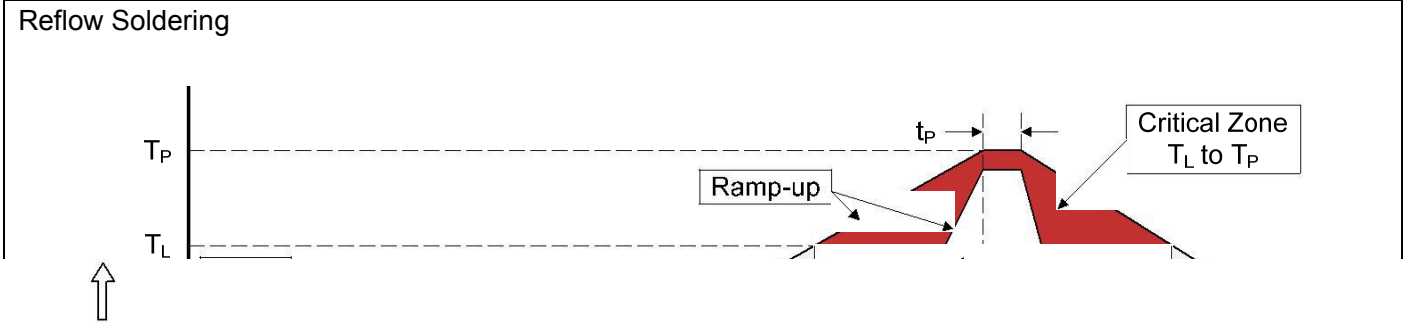 Reflow Soldering
tP
Critical Zone
TL to TP
TP
Ramp-up
TL